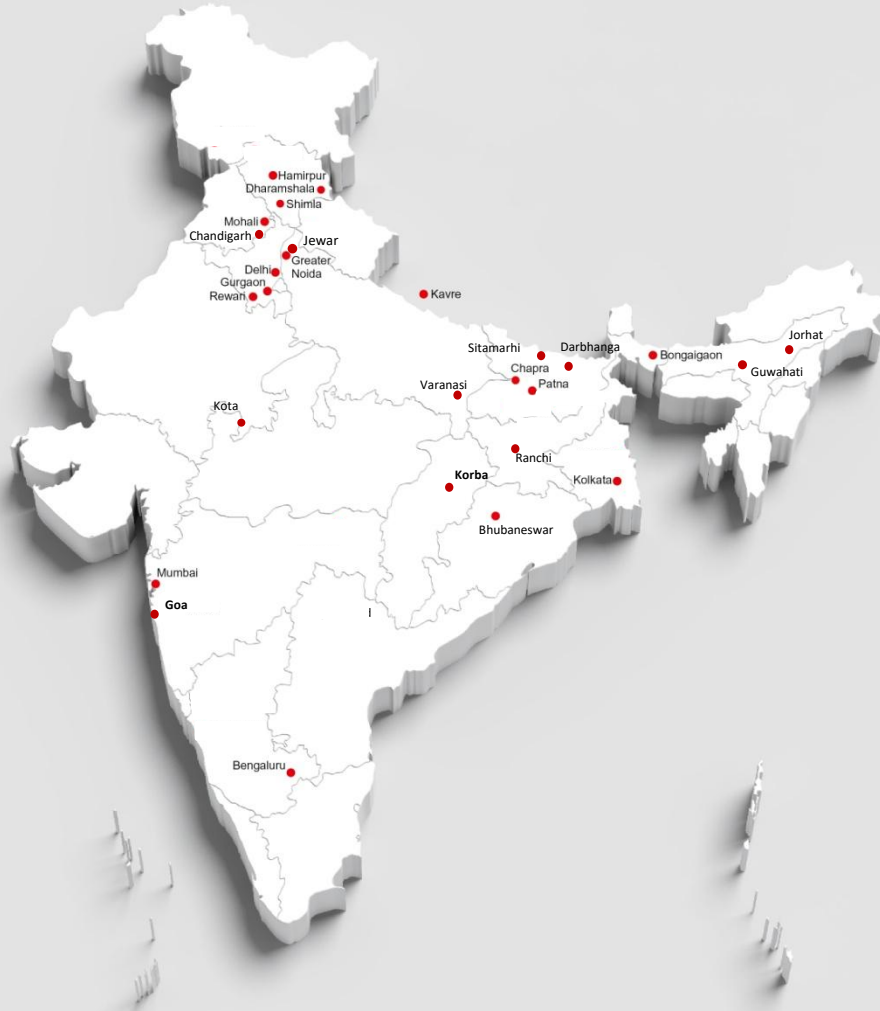 Hamirpur
Dharamshala
Shimla
Mohali
Chandigarh
Jewar
Greater
Noida
Delhi
Gurgaon
Rewari
Kavre
Sitamarhi
Darbhanga
Jorhat
Bongaigaon
Guwahati
Chapra
Patna
Varanasi
Kota
Ranchi
Korba
Kolkata
Bhubaneswar
Mumbai
Goa
l
Bengaluru